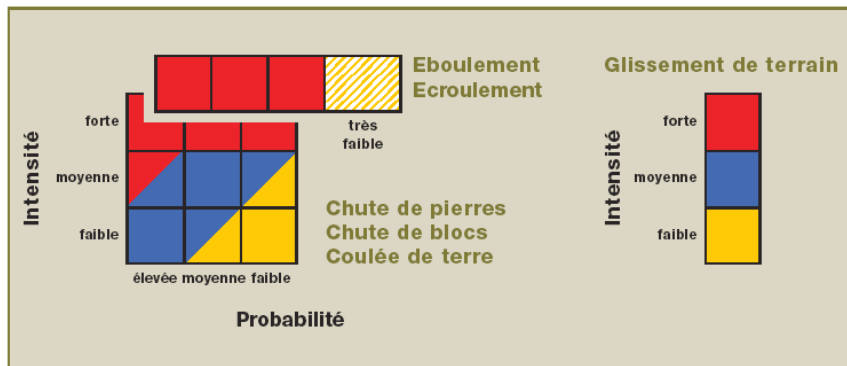 Eboulement
Ecroulement
très
faible
Glissement de terrain
Intensité
forte
moyenne
faible
Chute de pierres
Chute de blocs
Coulée de terre
élevée moyenne faible
Probabilité
Intensité
forte
moyenne
faible